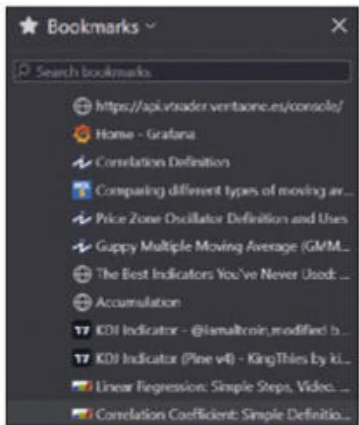 Bookmarks
Search bookmarks
https://api.vtrader.ventaone.es/console/
Home - Grafana
Correlation Definition
Comparing different types of moving av...
Price Zone Oscillator Definition and Uses
Guppy Multiple Moving Average (GMM...
The Best Indicators You've Never Used: ...
Accumulation
KDJ Indicator - @iamaltcoin,modified b...
KDJ Indicator (Pine v4) - KingThies by ki...
Linear Regression: Simple Steps, Video. ...
Correlation Coefficient: Simple Definitio...